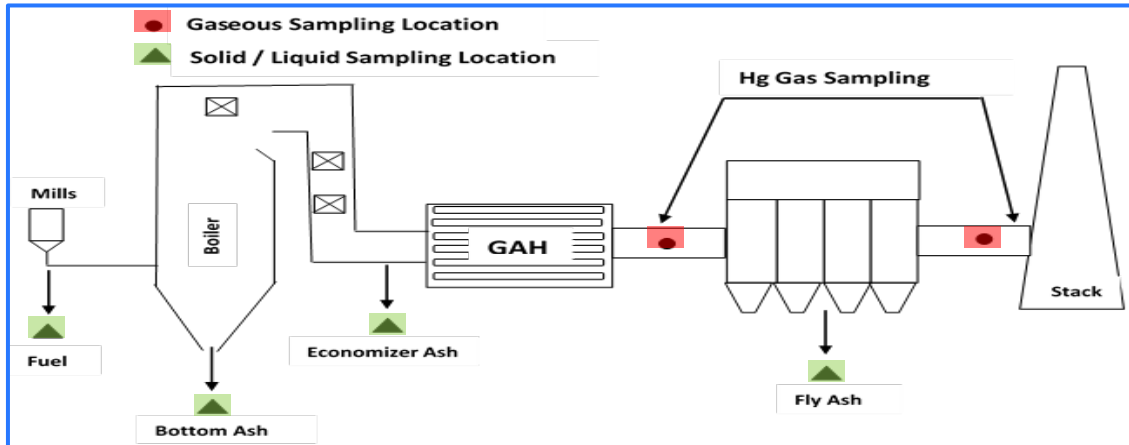 Gaseous Sampling Location
Solid / Liquid Sampling Location
Hg Gas Sampling
Mills
Boiler
GAH
Stack
Fuel
Economizer Ash
Fly Ash
Bottom Ash